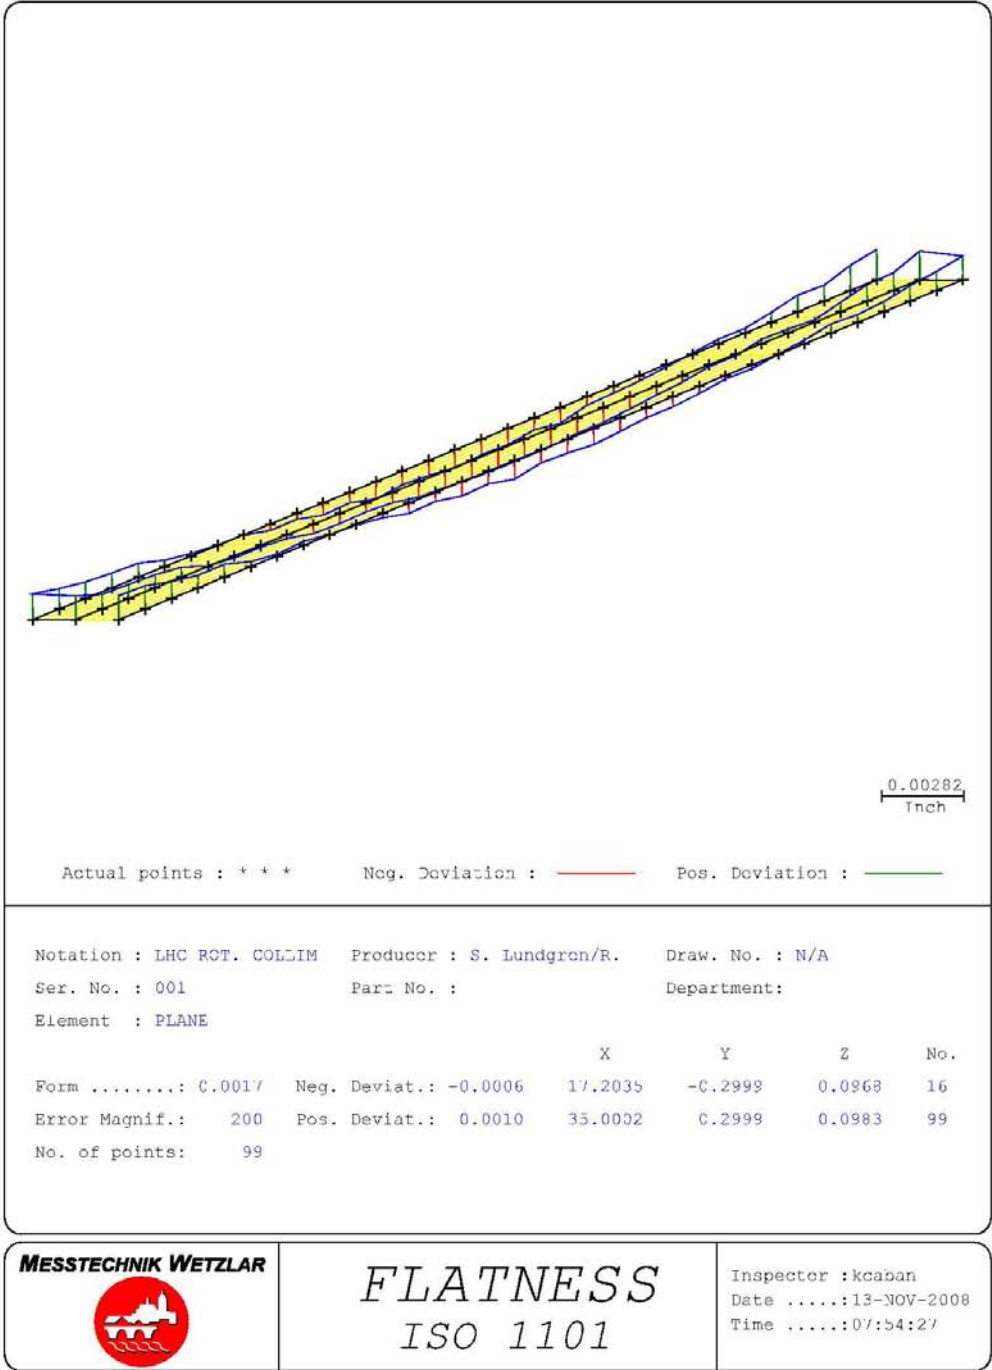 0.00282
Inch
Actual points : * * * Neg. Deviation : Pos. Deviation :
Notation : LHC ROT. COLLIM Producer : S. Lundgren/R. Draw. No. : N/A
Ser. No. : 001 Part No. : Department:
Element : PLANE
X Y Z No.
Form ........: 0.0017 Neg. Deviat.: -0.0006 17.2035 -0.2999 0.0968 16
Error Magnif.: 200 Pos. Deviat.: 0.0010 35.0002 0.2999 0.0983 99
No. of points: 99
MESSTECHNIK WETZLAR
FLATNESS
ISO 1101
Inspector :kcaban
Date .....:13-NOV-2008
Time .....:07:54:27